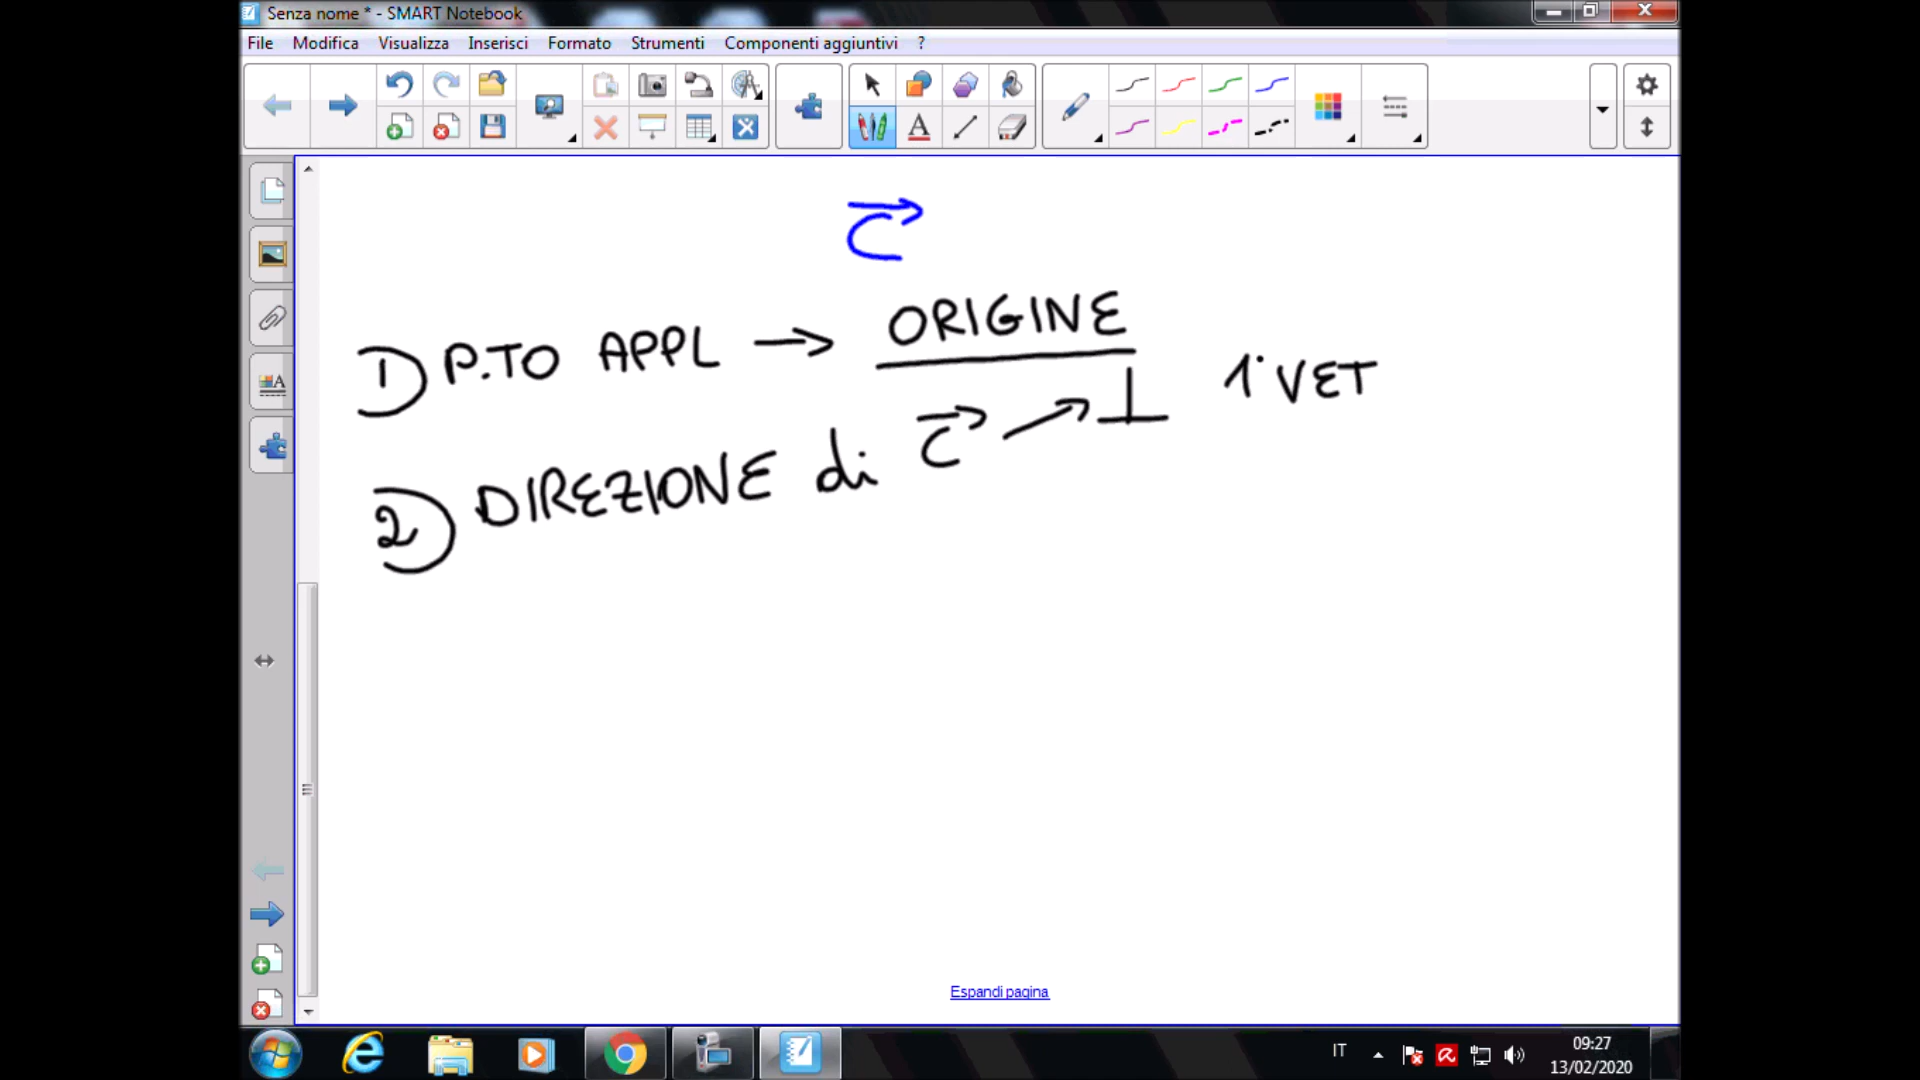 Senza nome * - SMART Notebook
File Modifica Visualizza Inserisci Formato Strumenti Componenti aggiuntivi ?
C
1) P.TO APPL → ORIGINE
2) DIREZIONE di C → ⊥ 1° VET
Espandi pagina
IT
09:27
13/02/2020